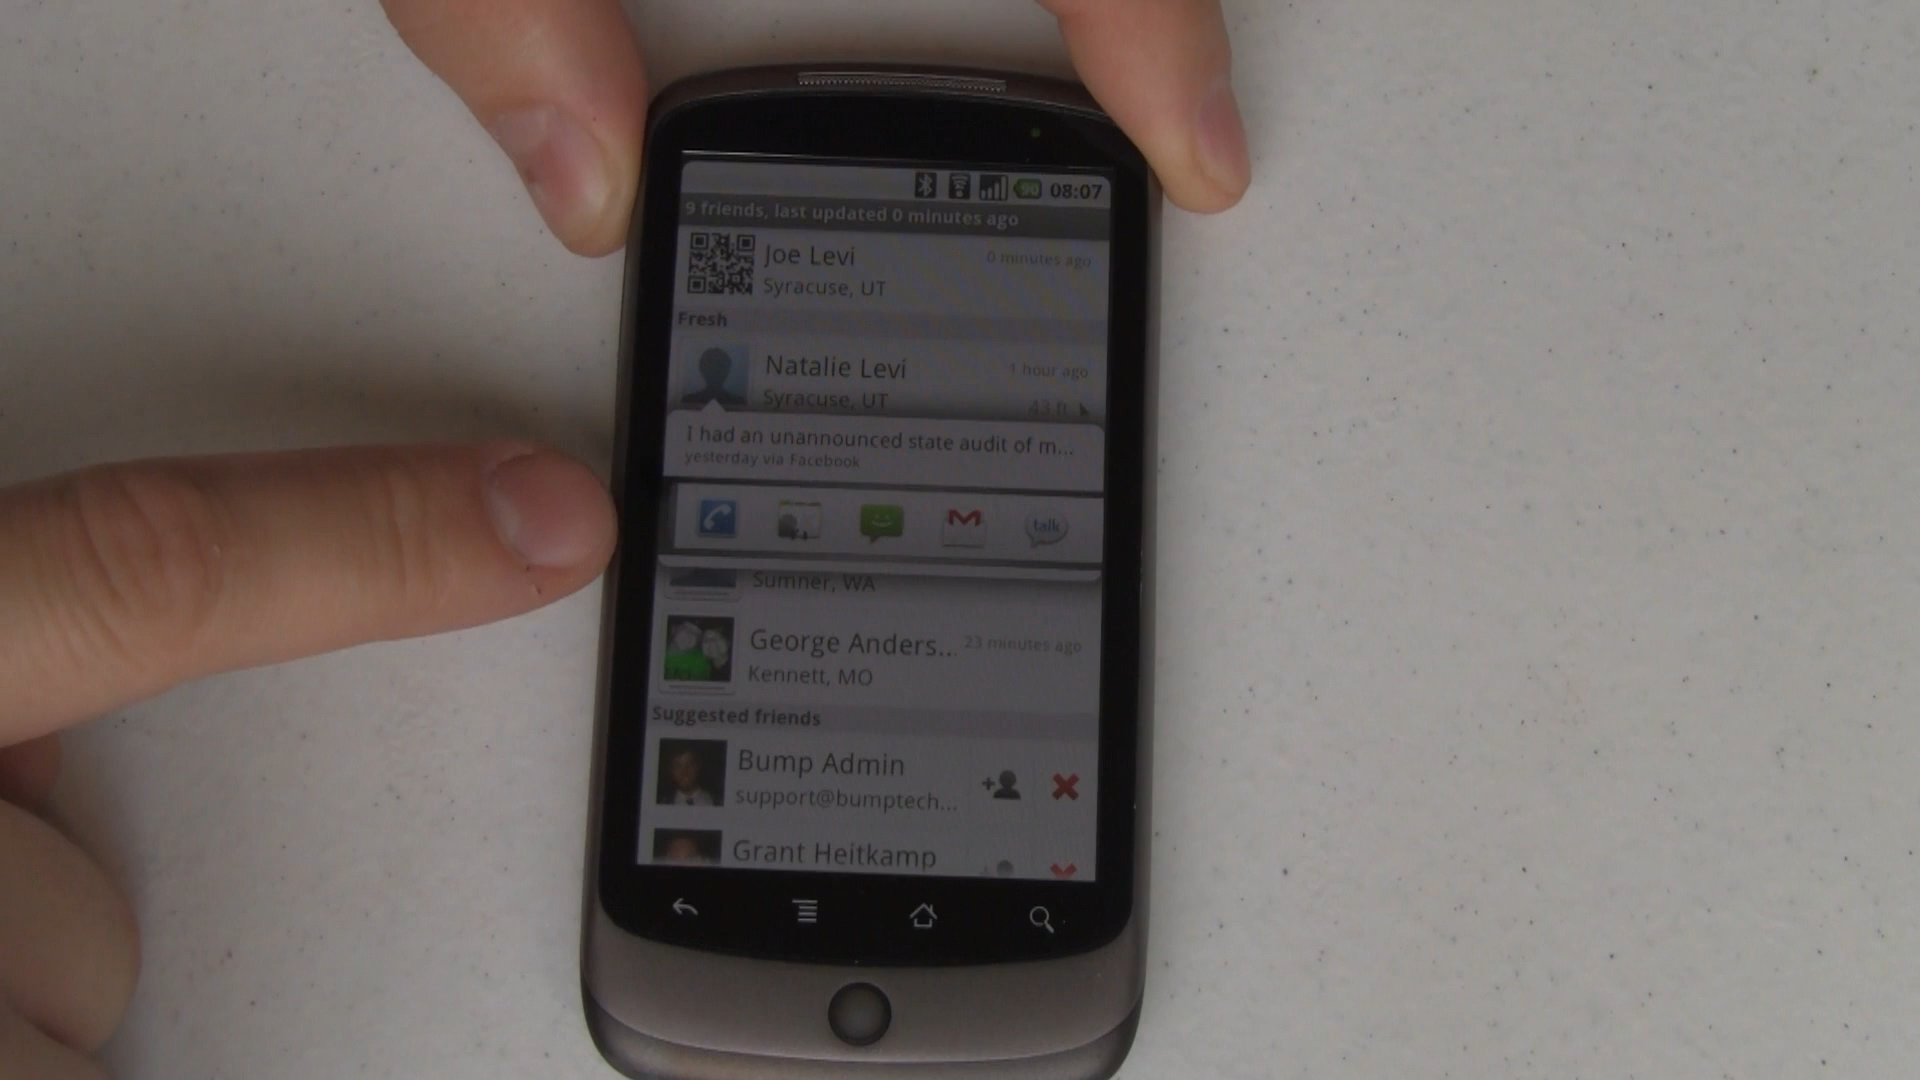 90 08:07
9 friends, last updated 0 minutes ago
Joe Levi 0 minutes ago
Syracuse, UT
Fresh
Natalie Levi 1 hour ago
Syracuse, UT 43 ft
I had an unannounced state audit of m...
yesterday via Facebook
talk
Sumner, WA
George Anders... 23 minutes ago
Kennett, MO
Suggested friends
Bump Admin
support@bumptech...
Grant Heitkamp